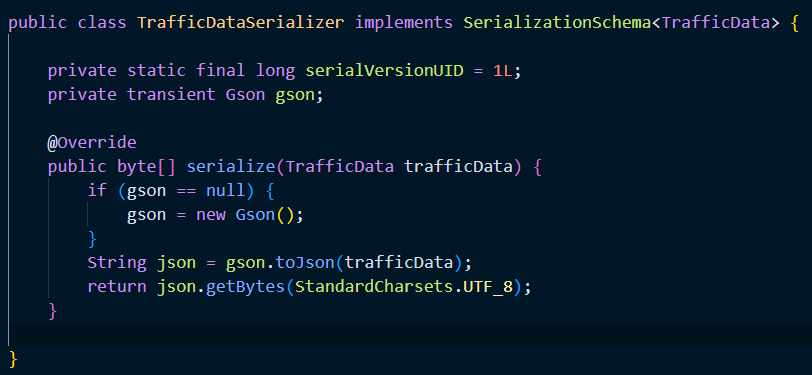 public class TrafficDataSerializer implements SerializationSchema<TrafficData> {
private static final long serialVersionUID = 1L;
private transient Gson gson;
@Override
public byte[] serialize(TrafficData trafficData) {
if (gson == null) {
gson = new Gson();
}
String json = gson.toJson(trafficData);
return json.getBytes(StandardCharsets.UTF_8);
}
}